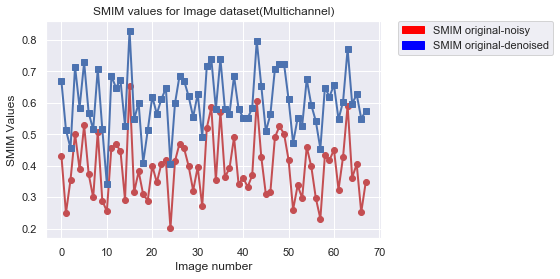 SMIM values for Image dataset(Multichannel)
SMIM original-noisy
SMIM original-denoised
SMIM Values
0.8
0.7
0.6
0.5
0.4
0.3
0.2
0 10 20 30 40 50 60 70
Image number